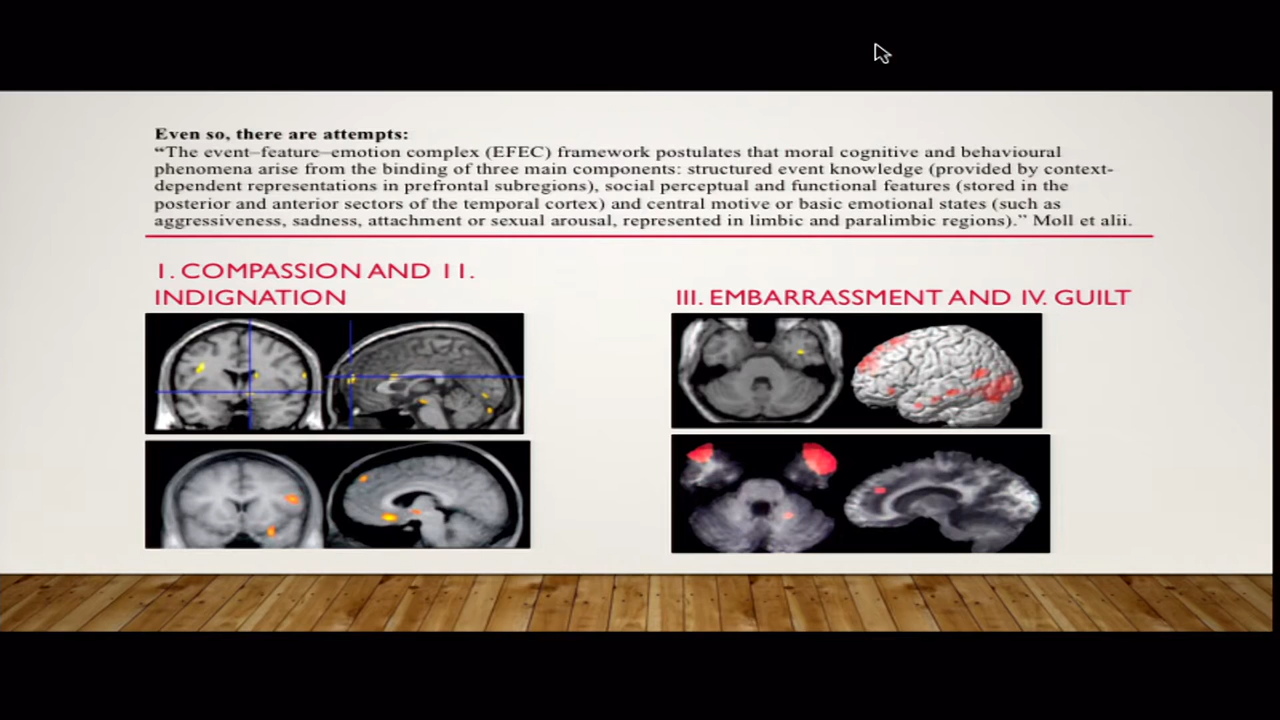 Even so, there are attempts:
“The event–feature–emotion complex (EFEC) framework postulates that moral cognitive and behavioural
phenomena arise from the binding of three main components: structured event knowledge (provided by context-
dependent representations in prefrontal subregions), social perceptual and functional features (stored in the
posterior and anterior sectors of the temporal cortex) and central motive or basic emotional states (such as
aggressiveness, sadness, attachment or sexual arousal, represented in limbic and paralimbic regions).” Moll et alii.
I. COMPASSION AND 11.
INDIGNATION
III. EMBARRASSMENT AND IV. GUILT